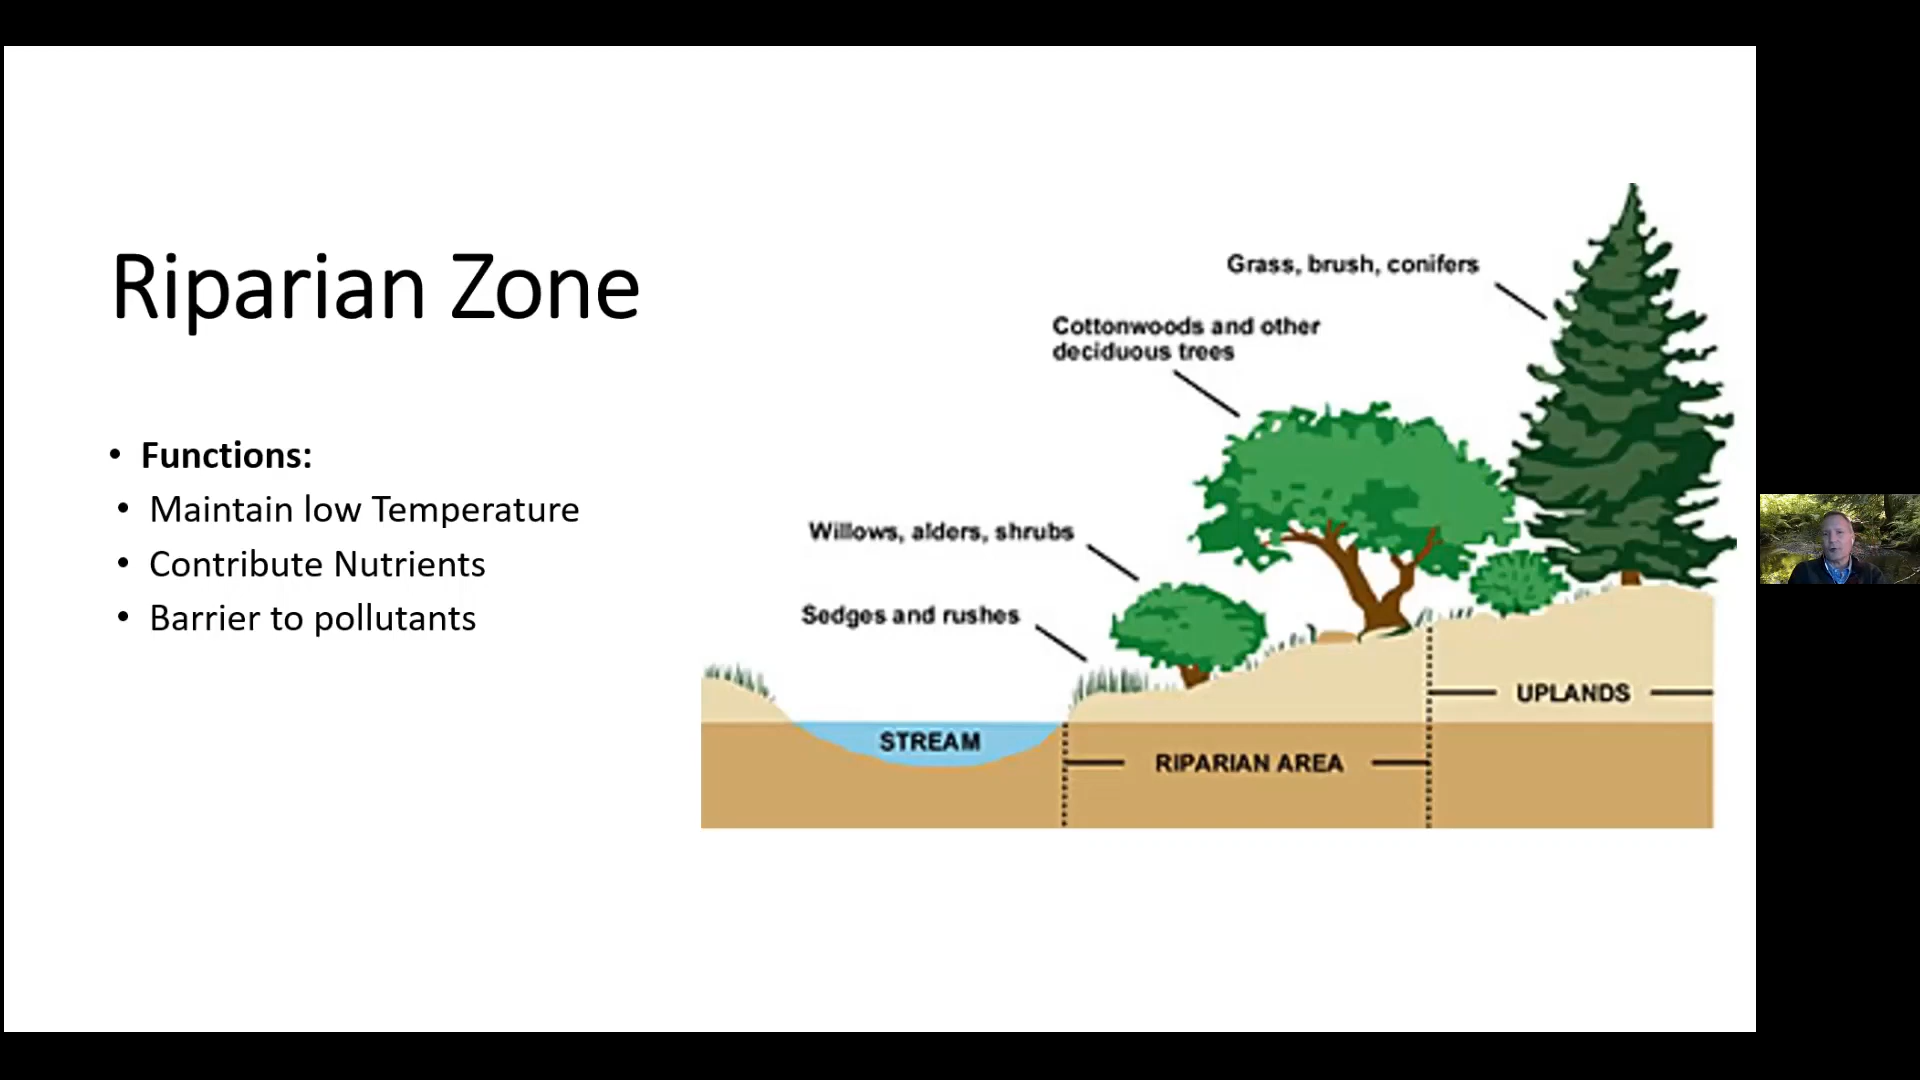 Riparian Zone
• Functions:
• Maintain low Temperature
• Contribute Nutrients
• Barrier to pollutants
Grass, brush, conifers
Cottonwoods and other
deciduous trees
Willows, alders, shrubs
Sedges and rushes
STREAM
RIPARIAN AREA
UPLANDS